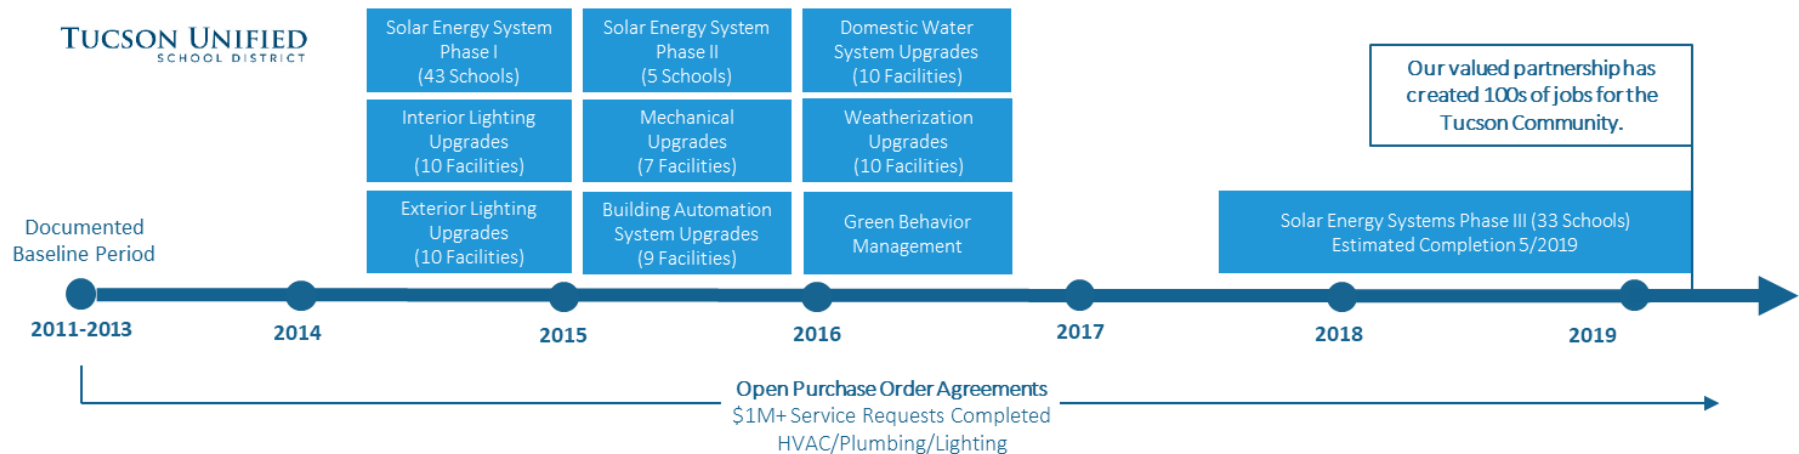 TUCSON UNIFIED
SCHOOL DISTRICT
Solar Energy System
Phase I
(43 Schools)
Solar Energy System
Phase II
(5 Schools)
Domestic Water
System Upgrades
(10 Facilities)
Our valued partnership has
created 100s of jobs for the
Tucson Community.
Interior Lighting
Upgrades
(10 Facilities)
Mechanical
Upgrades
(7 Facilities)
Weatherization
Upgrades
(10 Facilities)
Documented
Baseline Period
Exterior Lighting
Upgrades
(10 Facilities)
Building Automation
System Upgrades
(9 Facilities)
Green Behavior
Management
Solar Energy Systems Phase III (33 Schools)
Estimated Completion 5/2019
2011-2013
2014
2015
2016
2017
2018
2019
Open Purchase Order Agreements
$1M+ Service Requests Completed
HVAC/Plumbing/Lighting